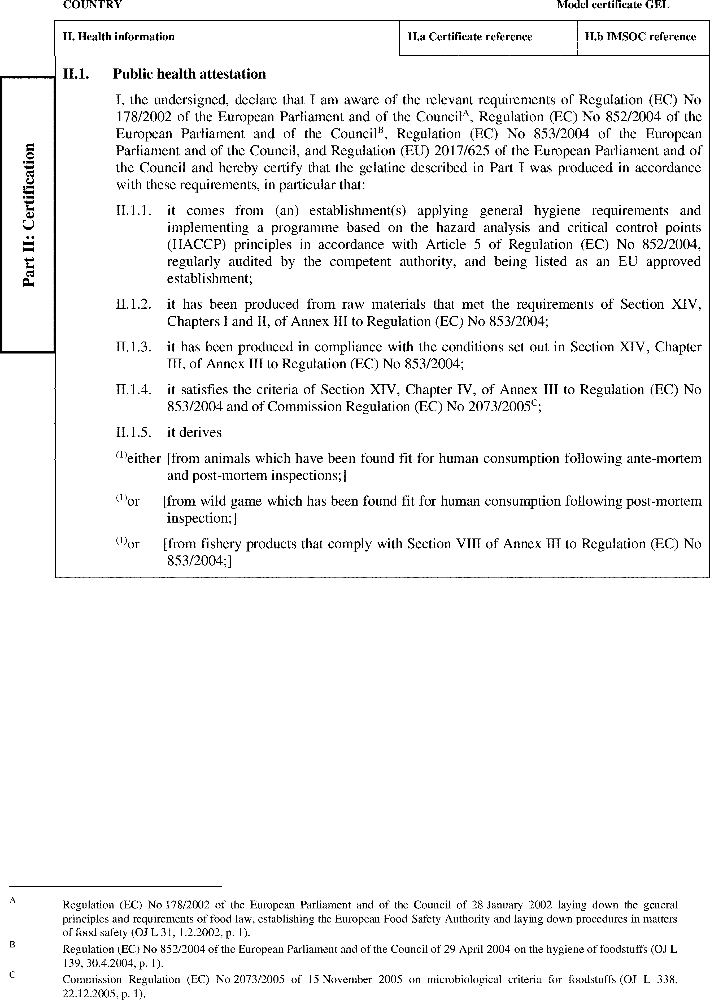 COUNTRY Model certificate GEL
II. Health information II.a Certificate reference II.b IMSOC reference
Part II: Certification
II.1. Public health attestation
I, the undersigned, declare that I am aware of the relevant requirements of Regulation (EC) No
178/2002 of the European Parliament and of the Council^A, Regulation (EC) No 852/2004 of the
European Parliament and of the Council^B, Regulation (EC) No 853/2004 of the European
Parliament and of the Council, and Regulation (EU) 2017/625 of the European Parliament and of
the Council and hereby certify that the gelatine described in Part I was produced in accordance
with these requirements, in particular that:
II.1.1. it comes from (an) establishment(s) applying general hygiene requirements and
implementing a programme based on the hazard analysis and critical control points
(HACCP) principles in accordance with Article 5 of Regulation (EC) No 852/2004,
regularly audited by the competent authority, and being listed as an EU approved
establishment;
II.1.2. it has been produced from raw materials that met the requirements of Section XIV,
Chapters I and II, of Annex III to Regulation (EC) No 853/2004;
II.1.3. it has been produced in compliance with the conditions set out in Section XIV, Chapter
III, of Annex III to Regulation (EC) No 853/2004;
II.1.4. it satisfies the criteria of Section XIV, Chapter IV, of Annex III to Regulation (EC) No
853/2004 and of Commission Regulation (EC) No 2073/2005^C;
II.1.5. it derives
(1)either [from animals which have been found fit for human consumption following ante-mortem
and post-mortem inspections;]
(1)or [from wild game which has been found fit for human consumption following post-mortem
inspection;]
(1)or [from fishery products that comply with Section VIII of Annex III to Regulation (EC) No
853/2004;]
A Regulation (EC) No 178/2002 of the European Parliament and of the Council of 28 January 2002 laying down the general
principles and requirements of food law, establishing the European Food Safety Authority and laying down procedures in matters
of food safety (OJ L 31, 1.2.2002, p. 1).
B Regulation (EC) No 852/2004 of the European Parliament and of the Council of 29 April 2004 on the hygiene of foodstuffs (OJ L
139, 30.4.2004, p. 1).
C Commission Regulation (EC) No 2073/2005 of 15 November 2005 on microbiological criteria for foodstuffs (OJ L 338,
22.12.2005, p. 1).